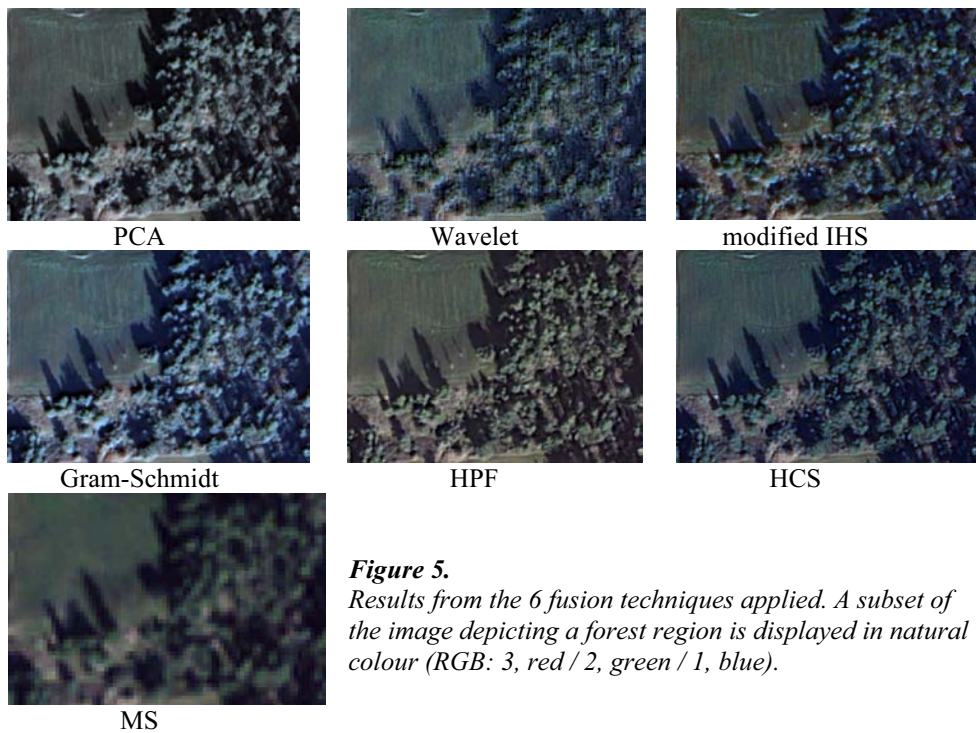 PCA
Wavelet
modified IHS
Gram-Schmidt
HPF
HCS
MS
Figure 5.
Results from the 6 fusion techniques applied. A subset of
the image depicting a forest region is displayed in natural
colour (RGB: 3, red / 2, green / 1, blue).